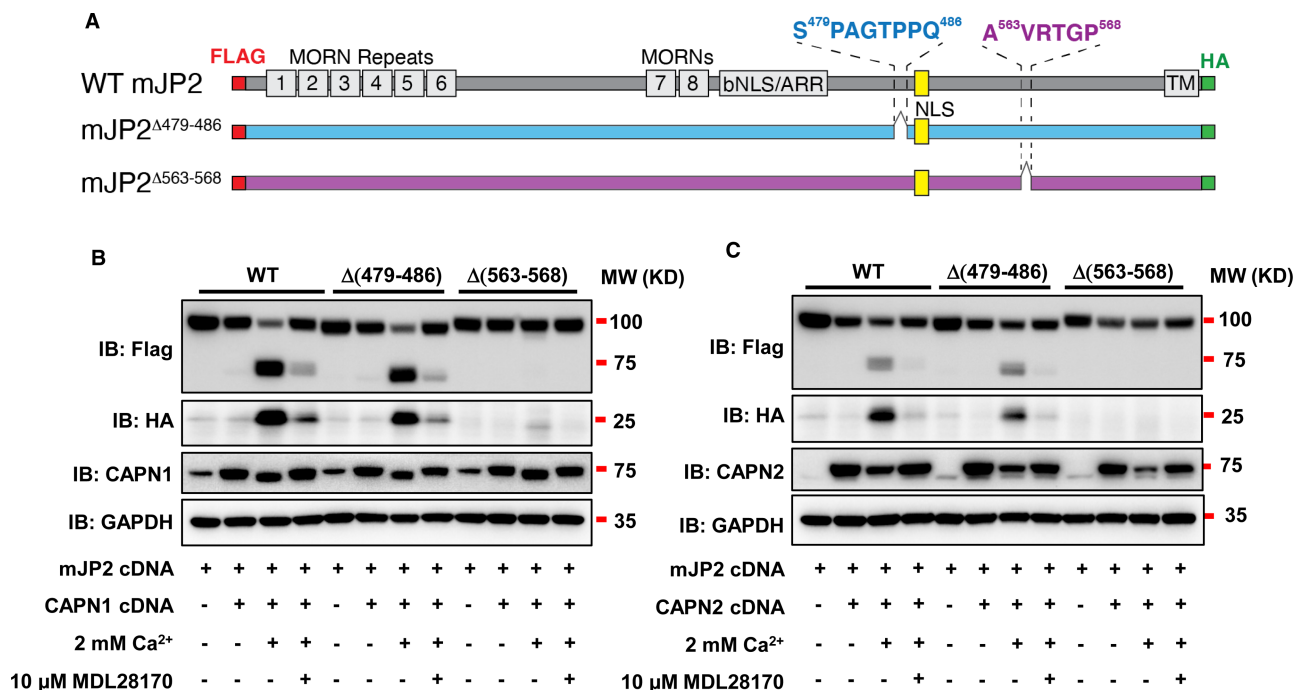 A
S479PAGTPPQ486 A563VRTGP568
FLAG MORN Repeats MORNs HA
WT mJP2 1 2 3 4 5 6 7 8 bNLS/ARR TM
NLS
mJP2Δ479-486
mJP2Δ563-568
B
WT Δ(479-486) Δ(563-568) MW (KD)
IB: Flag 100
75
IB: HA 25
IB: CAPN1 75
IB: GAPDH 35
mJP2 cDNA + + + + + + + + + + + +
CAPN1 cDNA - + + + - + + + - + + +
2 mM Ca2+ - - + + - - + + - - + +
10 µM MDL28170 - - - + - - - + - - - +
C
WT Δ(479-486) Δ(563-568) MW (KD)
IB: Flag 100
75
IB: HA 25
IB: CAPN2 75
IB: GAPDH 35
mJP2 cDNA + + + + + + + + + + + +
CAPN2 cDNA - + + + - + + + - + + +
2 mM Ca2+ - - + + - - + + - - + +
10 µM MDL28170 - - - + - - - + - - - +